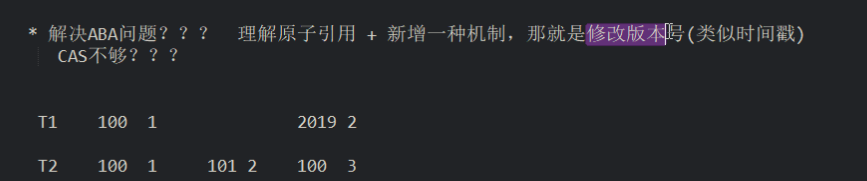 * 解决ABA问题？？？ 理解原子引用 + 新增一种机制，那就是修改版本号(类似时间戳)
CAS不够？？？
T1 100 1 2019 2
T2 100 1 101 2 100 3